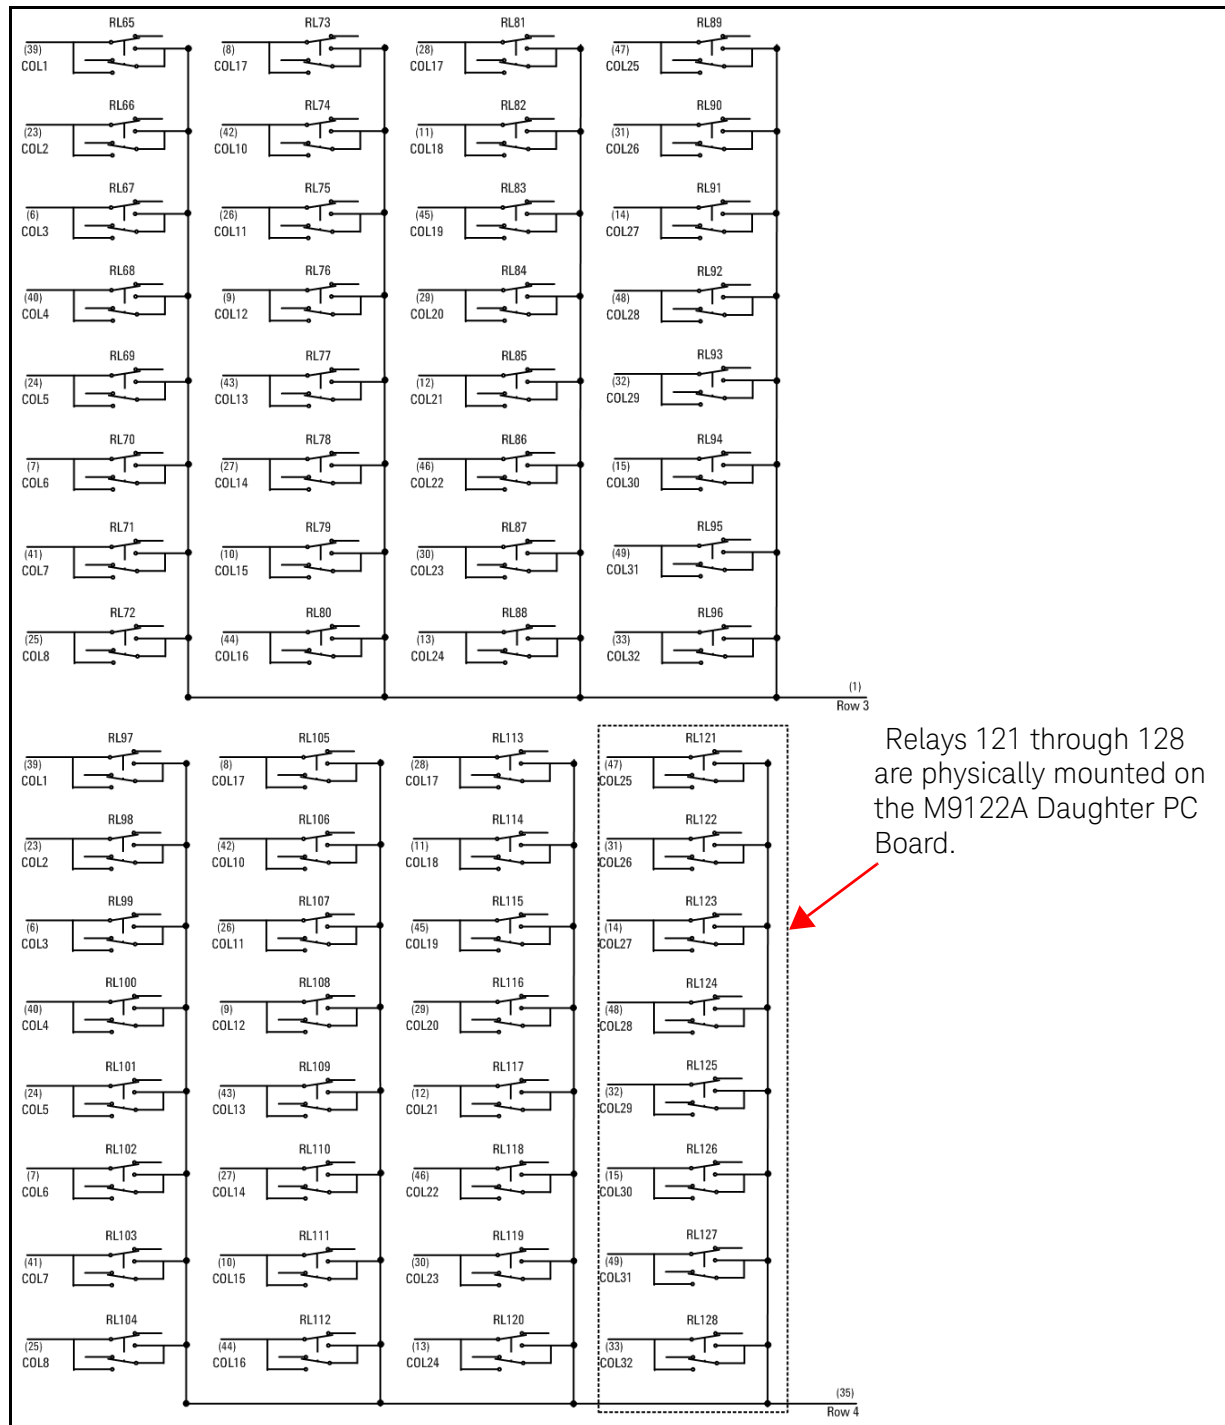 RL65 RL73 RL81 RL89
(39) (8) (28) (47)
COL1 COL17 COL17 COL25
RL66 RL74 RL82 RL90
(23) (42) (11) (31)
COL2 COL10 COL18 COL26
RL67 RL75 RL83 RL91
(6) (26) (45) (14)
COL3 COL11 COL19 COL27
RL68 RL76 RL84 RL92
(40) (9) (29) (48)
COL4 COL12 COL20 COL28
RL69 RL77 RL85 RL93
(24) (43) (12) (32)
COL5 COL13 COL21 COL29
RL70 RL78 RL86 RL94
(7) (27) (46) (15)
COL6 COL14 COL22 COL30
RL71 RL79 RL87 RL95
(41) (10) (30) (49)
COL7 COL15 COL23 COL31
RL72 RL80 RL88 RL96
(25) (44) (13) (33)
COL8 COL16 COL24 COL32
(1)
Row 3
RL97 RL105 RL113 RL121
(39) (8) (28) (47)
COL1 COL17 COL17 COL25
RL98 RL106 RL114 RL122
(23) (42) (11) (31)
COL2 COL10 COL18 COL26
RL99 RL107 RL115 RL123
(6) (26) (45) (14)
COL3 COL11 COL19 COL27
RL100 RL108 RL116 RL124
(40) (9) (29) (48)
COL4 COL12 COL20 COL28
RL101 RL109 RL117 RL125
(24) (43) (12) (32)
COL5 COL13 COL21 COL29
RL102 RL110 RL118 RL126
(7) (27) (46) (15)
COL6 COL14 COL22 COL30
RL103 RL111 RL119 RL127
(41) (10) (30) (49)
COL7 COL15 COL23 COL31
RL104 RL112 RL120 RL128
(25) (44) (13) (33)
COL8 COL16 COL24 COL32
(35)
Row 4
Relays 121 through 128
are physically mounted on
the M9122A Daughter PC
Board.